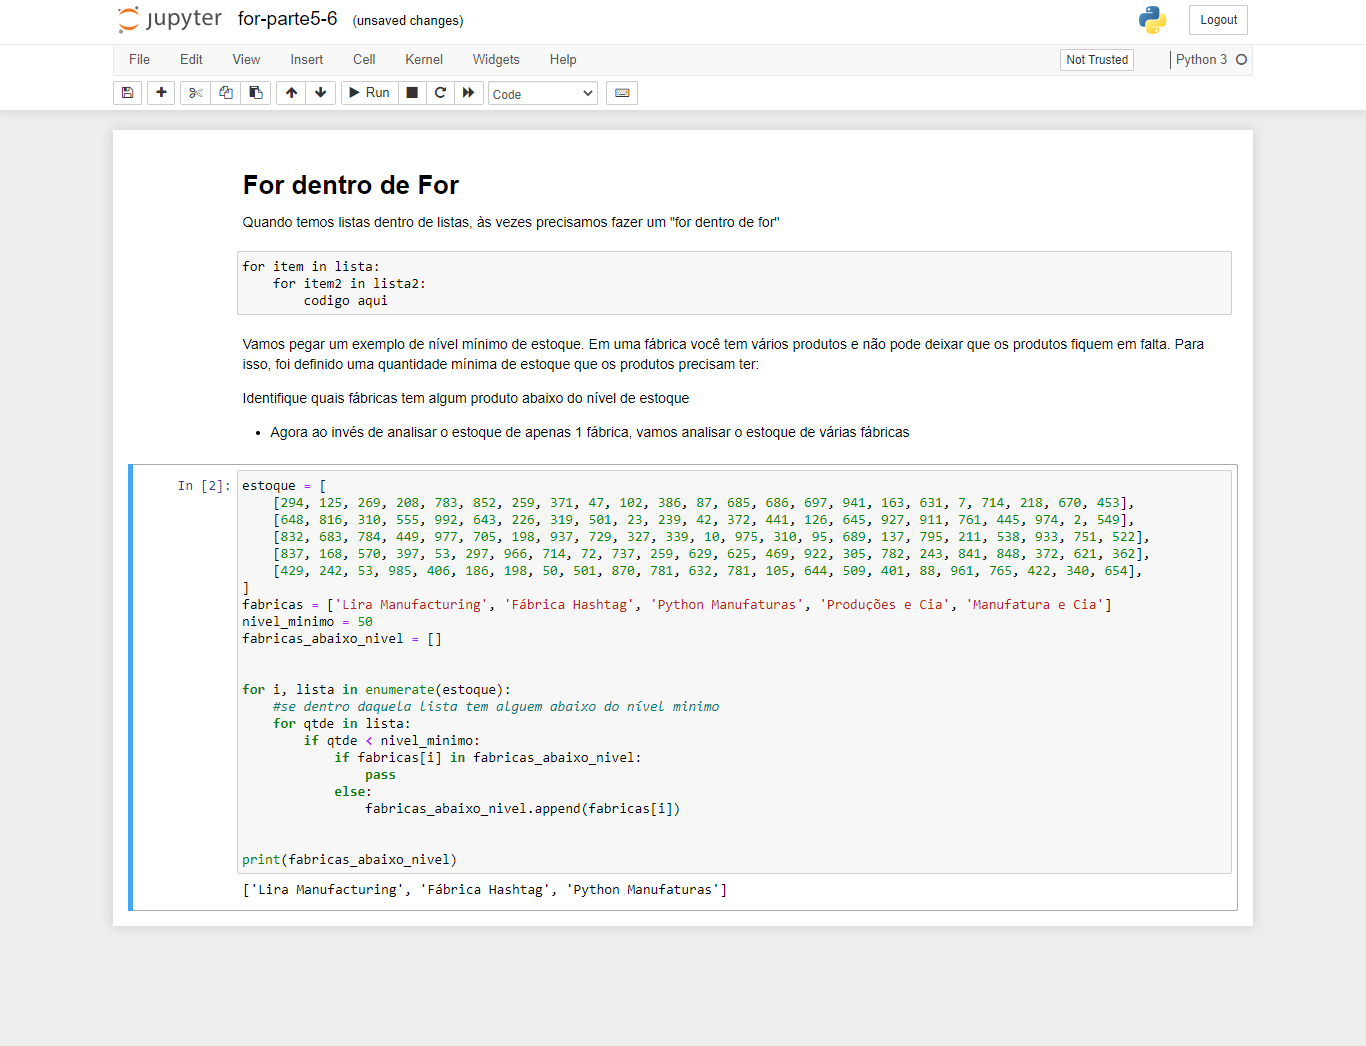 jupyter for-parte5-6 (unsaved changes) Logout
File Edit View Insert Cell Kernel Widgets Help Not Trusted Python 3
Run Code
For dentro de For
Quando temos listas dentro de listas, às vezes precisamos fazer um "for dentro de for"
for item in lista:
    for item2 in lista2:
        codigo aqui
Vamos pegar um exemplo de nível mínimo de estoque. Em uma fábrica você tem vários produtos e não pode deixar que os produtos fiquem em falta. Para
isso, foi definido uma quantidade mínima de estoque que os produtos precisam ter:
Identifique quais fábricas tem algum produto abaixo do nível de estoque
• Agora ao invés de analisar o estoque de apenas 1 fábrica, vamos analisar o estoque de várias fábricas
In [2]: estoque = [
    [294, 125, 269, 208, 783, 852, 259, 371, 47, 102, 386, 87, 685, 686, 697, 941, 163, 631, 7, 714, 218, 670, 453],
    [648, 816, 310, 555, 992, 643, 226, 319, 501, 23, 239, 42, 372, 441, 126, 645, 927, 911, 761, 445, 974, 2, 549],
    [832, 683, 784, 449, 977, 705, 198, 937, 729, 327, 339, 10, 975, 310, 95, 689, 137, 795, 211, 538, 933, 751, 522],
    [837, 168, 570, 397, 53, 297, 966, 714, 72, 737, 259, 629, 625, 469, 922, 305, 782, 243, 841, 848, 372, 621, 362],
    [429, 242, 53, 985, 406, 186, 198, 50, 501, 870, 781, 632, 781, 105, 644, 509, 401, 88, 961, 765, 422, 340, 654],
]
fabricas = ['Lira Manufacturing', 'Fábrica Hashtag', 'Python Manufaturas', 'Produções e Cia', 'Manufatura e Cia']
nivel_minimo = 50
fabricas_abaixo_nivel = []
for i, lista in enumerate(estoque):
    #se dentro daquela lista tem alguem abaixo do nível minimo
    for qtde in lista:
        if qtde < nivel_minimo:
            if fabricas[i] in fabricas_abaixo_nivel:
                pass
            else:
                fabricas_abaixo_nivel.append(fabricas[i])
print(fabricas_abaixo_nivel)
['Lira Manufacturing', 'Fábrica Hashtag', 'Python Manufaturas']